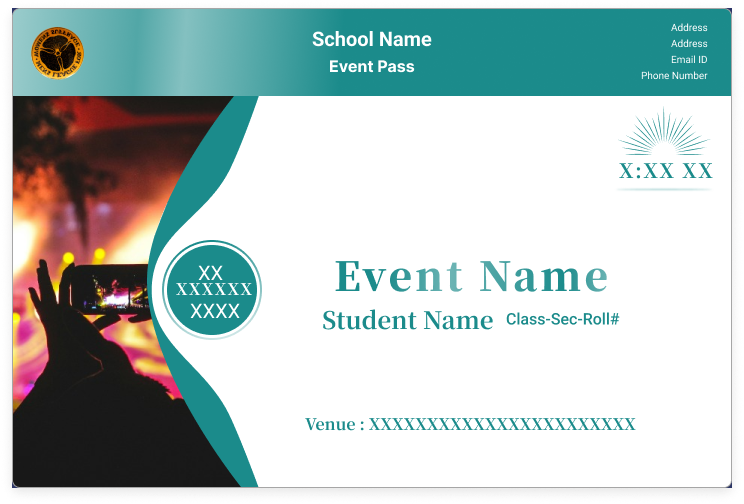 School Name
Event Pass
Address
Address
Email ID
Phone Number
X:XX XX
XX
XXXXXX
XXXX
Event Name
Student Name Class-Sec-Roll#
Venue : XXXXXXXXXXXXXXXXXXXXXXX